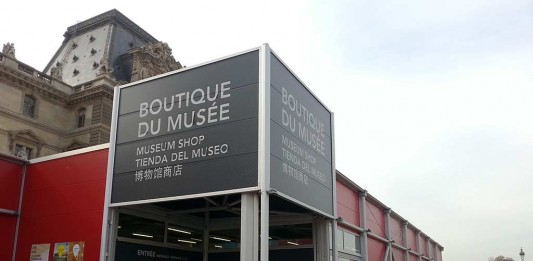 BOUTIQUE
DU MUSÉE
MUSEUM SHOP
TIENDA DEL MUSEO
博物馆商店
BOUTIQUE
DU MUSÉE
MUSEUM SHOP
TIENDA DEL MUSEO
博物馆商店
ENTRÉE